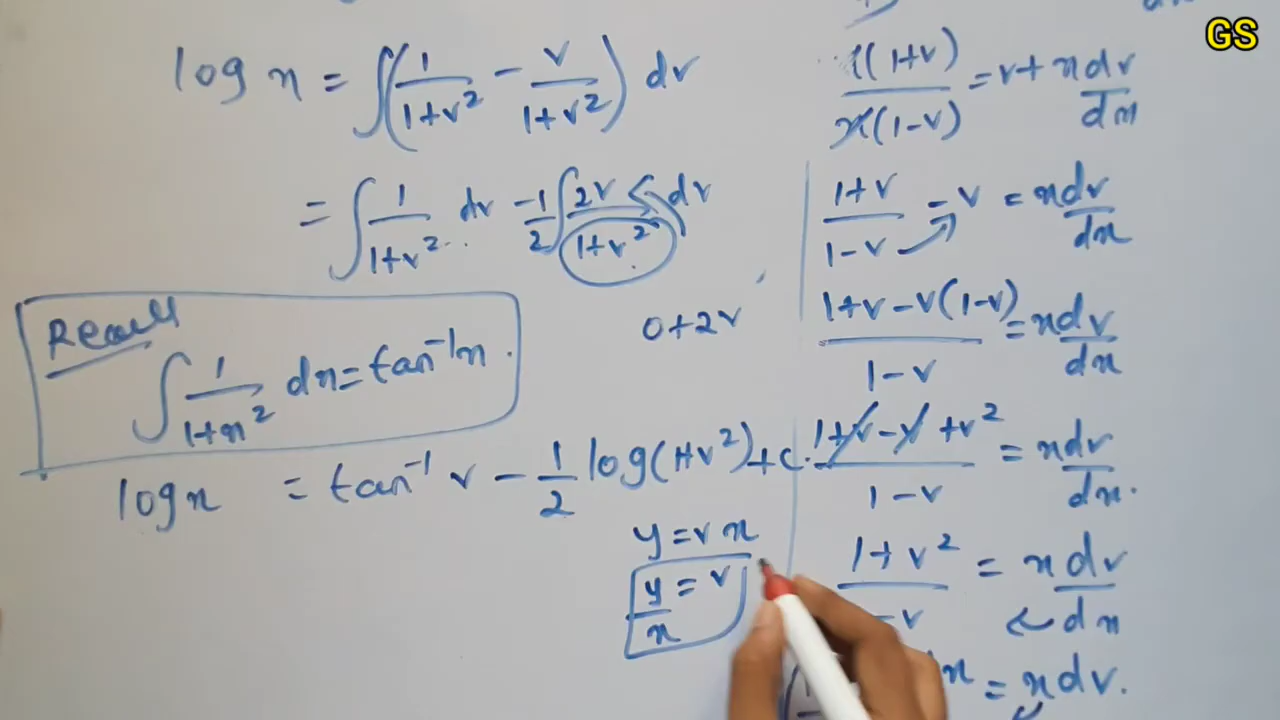 GS
log x = ∫(1/(1+v²) - v/(1+v²)) dv
= ∫ 1/(1+v²) dv -1/2 ∫ 2v/(1+v²) dv
0+2v
Recall
∫ 1/(1+x²) dx = tan⁻¹x.
log x = tan⁻¹ v - 1/2 log(1+v²)+c.
y = vx
y/x = v
x(1+v)/x(1-v) = v + x dv/dx
(1+v)/(1-v) - v = x dv/dx
(1+v-v(1-v))/(1-v) = x dv/dx
(1+v-v+v²)/(1-v) = x dv/dx.
(1+v²)/-v = x dv/dx
dx = x dv.